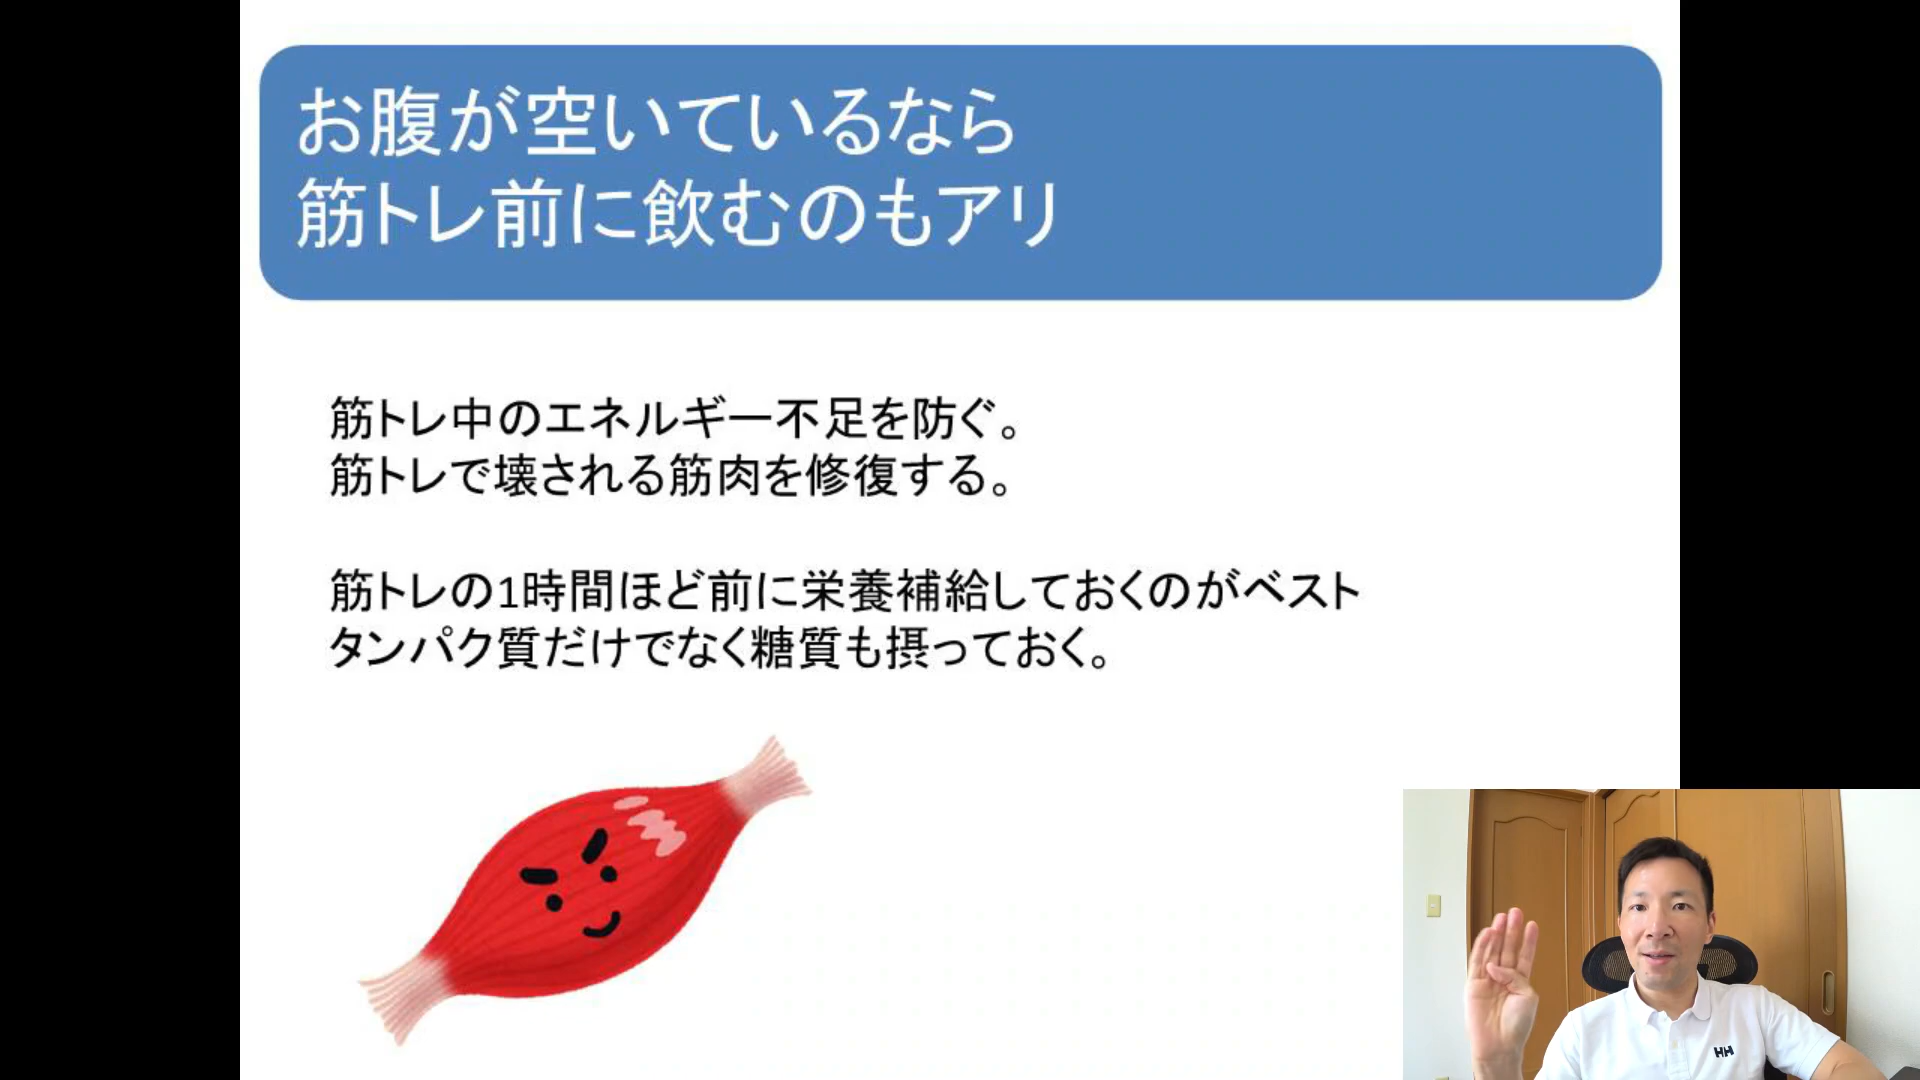 お腹が空いているなら
筋トレ前に飲むのもアリ
筋トレ中のエネルギー不足を防ぐ。
筋トレで壊される筋肉を修復する。
筋トレの1時間ほど前に栄養補給しておくのがベスト
タンパク質だけでなく糖質も摂っておく。
HH